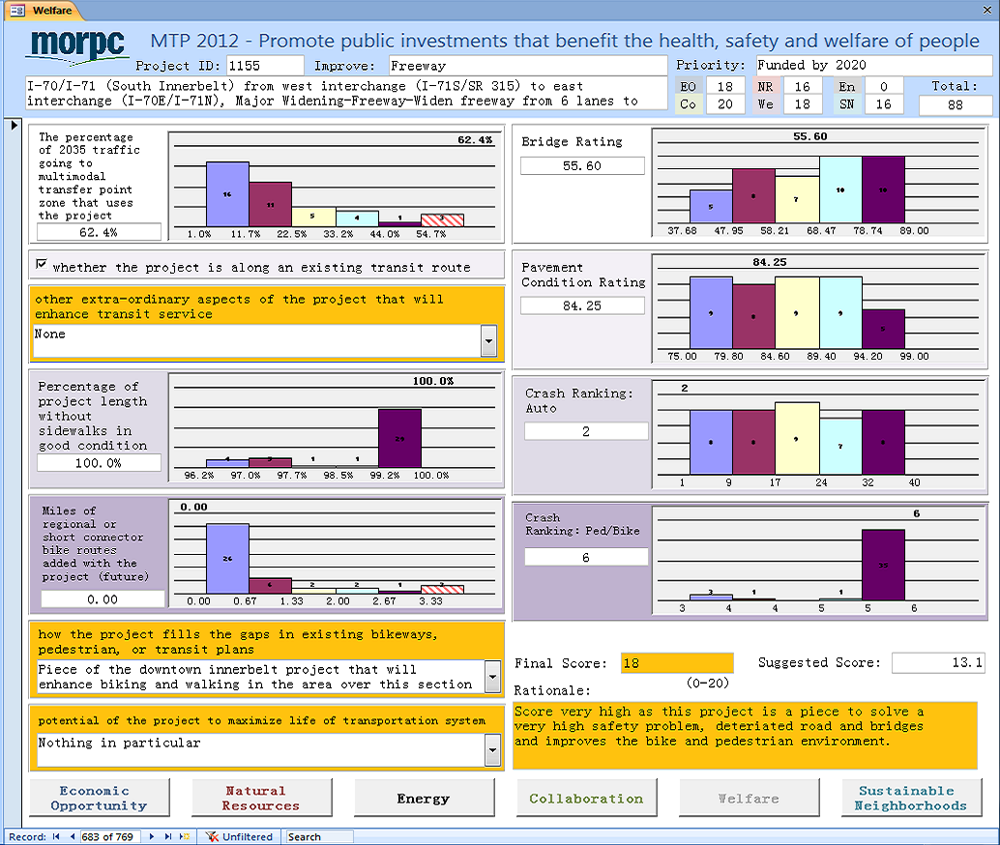 Welfare
morpc
MTP 2012 - Promote public investments that benefit the health, safety and welfare of people
Project ID: 1155 Improve: Freeway
Priority: Funded by 2020
I-70/I-71 (South Innerbelt) from west interchange (I-71S/SR 315) to east
interchange (I-70E/I-71N), Major Widening-Freeway-Widen freeway from 6 lanes to
EO 18 NR 16 En 0 Total:
Co 20 We 18 SN 16 88
The percentage
of 2035 traffic
going to
multimodal
transfer point
zone that uses
the project
62.4%
62.4%
16 11 5 4 1 3
1.0% 11.7% 22.5% 33.2% 44.0% 54.7%
whether the project is along an existing transit route
other extra-ordinary aspects of the project that will
enhance transit service
None
Percentage of
project length
without
sidewalks in
good condition
100.0%
100.0%
1 1
96.2% 97.0% 97.7% 98.5% 99.2% 100.0%
Miles of
regional or
short connector
bike routes
added with the
project (future)
0.00
0.00
26 6 2 2 1 2
0.00 0.67 1.33 2.00 2.67 3.33
how the project fills the gaps in existing bikeways,
pedestrian, or transit plans
Piece of the downtown innerbelt project that will
enhance biking and walking in the area over this section
potential of the project to maximize life of transportation system
Nothing in particular
Bridge Rating
55.60
55.60
5 8 7 10 10
37.68 47.95 58.21 68.47 78.74 89.00
Pavement
Condition Rating
84.25
84.25
9 8 9 9 5
75.00 79.80 84.60 89.40 94.20 99.00
Crash Ranking:
Auto
2
2
8 8 9 7 8
1 9 17 24 32 40
Crash
Ranking: Ped/Bike
6
6
3 1 1 35
3 4 4 5 5 6
Final Score: 18 Suggested Score: 13.1
(0-20)
Rationale:
Score very high as this project is a piece to solve a
very high safety problem, deteriated road and bridges
and improves the bike and pedestrian environment.
Economic
Opportunity
Natural
Resources
Energy
Collaboration
Welfare
Sustainable
Neighborhoods
Record: 683 of 769 Unfiltered Search